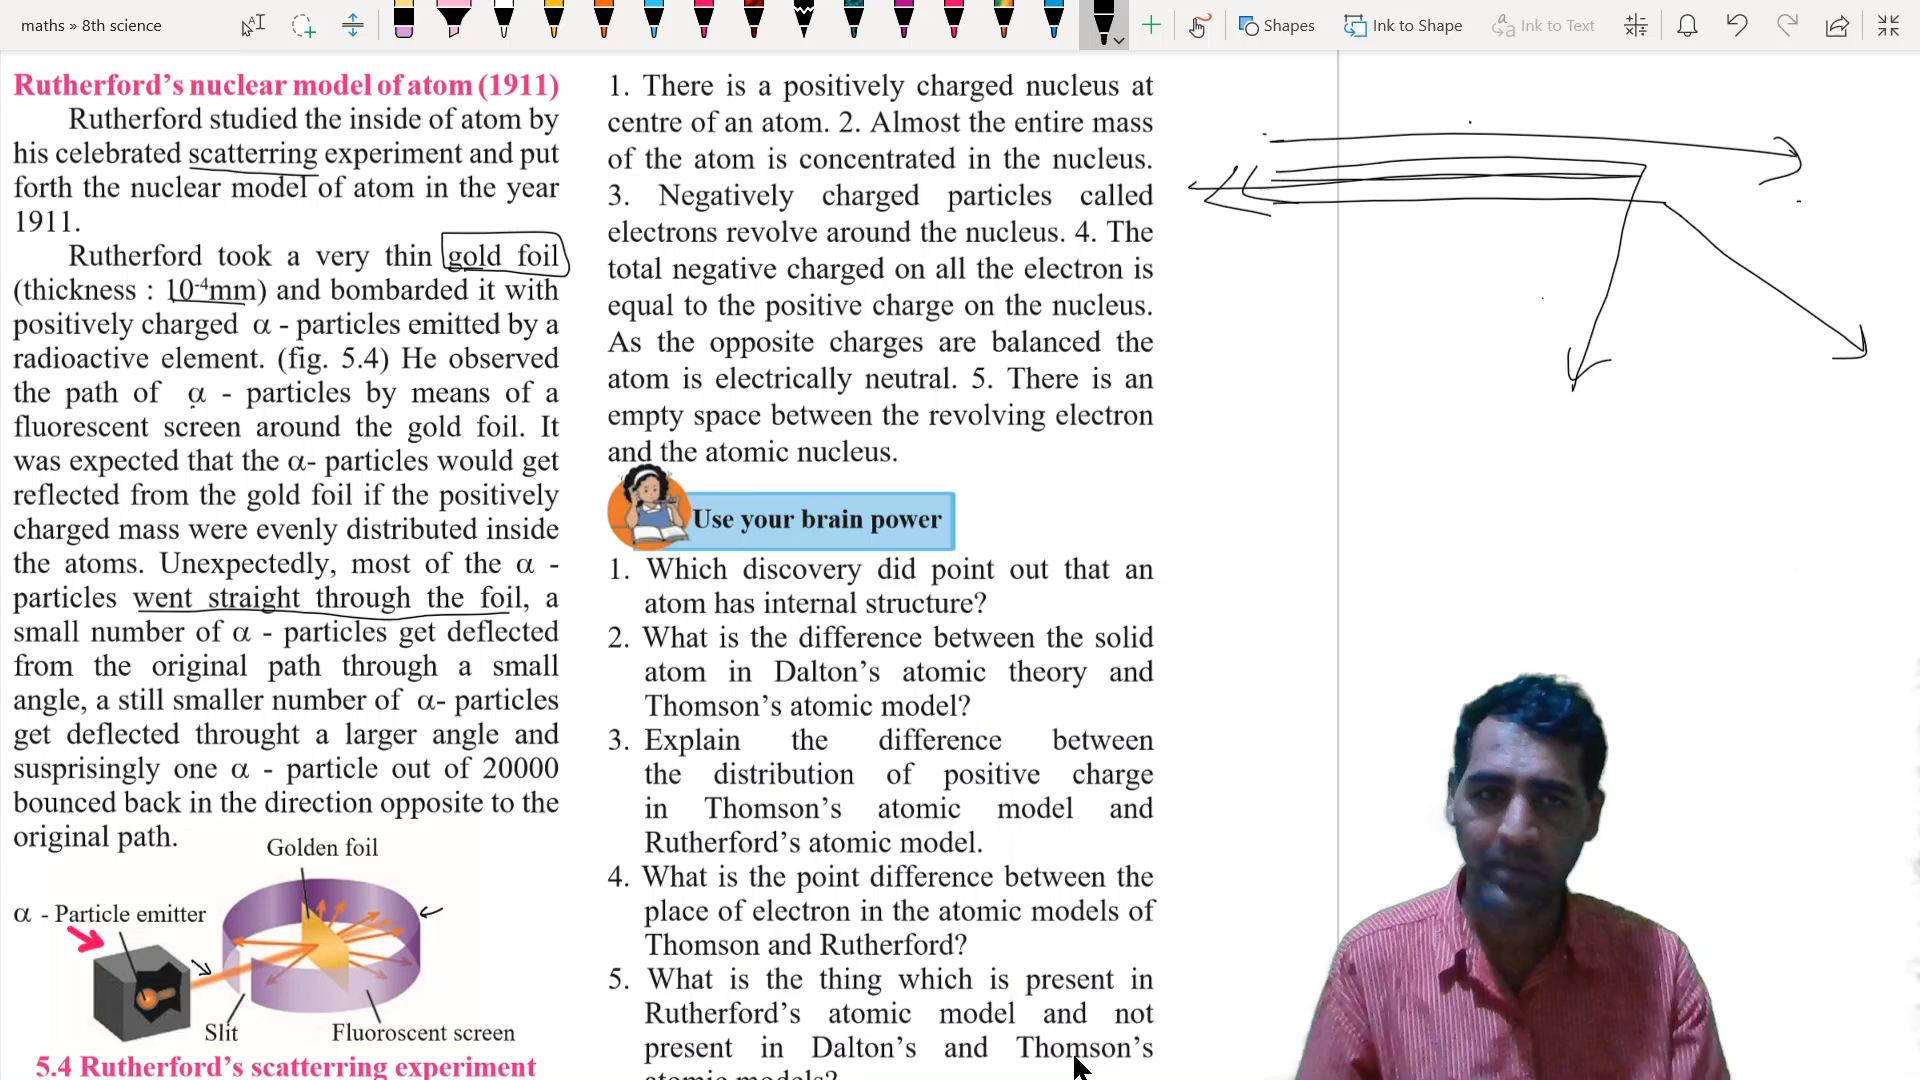 maths » 8th science
Shapes
Ink to Shape
Ink to Text
Rutherford's nuclear model of atom (1911)
Rutherford studied the inside of atom by
his celebrated scatterring experiment and put
forth the nuclear model of atom in the year
1911.
Rutherford took a very thin gold foil
(thickness : 10⁻⁴mm) and bombarded it with
positively charged α - particles emitted by a
radioactive element. (fig. 5.4) He observed
the path of α - particles by means of a
fluorescent screen around the gold foil. It
was expected that the α- particles would get
reflected from the gold foil if the positively
charged mass were evenly distributed inside
the atoms. Unexpectedly, most of the α -
particles went straight through the foil, a
small number of α - particles get deflected
from the original path through a small
angle, a still smaller number of α- particles
get deflected throught a larger angle and
susprisingly one α - particle out of 20000
bounced back in the direction opposite to the
original path.
Golden foil
α - Particle emitter
Slit
Fluoroscent screen
5.4 Rutherford's scatterring experiment
1. There is a positively charged nucleus at
centre of an atom. 2. Almost the entire mass
of the atom is concentrated in the nucleus.
3. Negatively charged particles called
electrons revolve around the nucleus. 4. The
total negative charged on all the electron is
equal to the positive charge on the nucleus.
As the opposite charges are balanced the
atom is electrically neutral. 5. There is an
empty space between the revolving electron
and the atomic nucleus.
Use your brain power
1. Which discovery did point out that an
atom has internal structure?
2. What is the difference between the solid
atom in Dalton's atomic theory and
Thomson's atomic model?
3. Explain the difference between
the distribution of positive charge
in Thomson's atomic model and
Rutherford's atomic model.
4. What is the point difference between the
place of electron in the atomic models of
Thomson and Rutherford?
5. What is the thing which is present in
Rutherford's atomic model and not
present in Dalton's and Thomson's
atomic models?